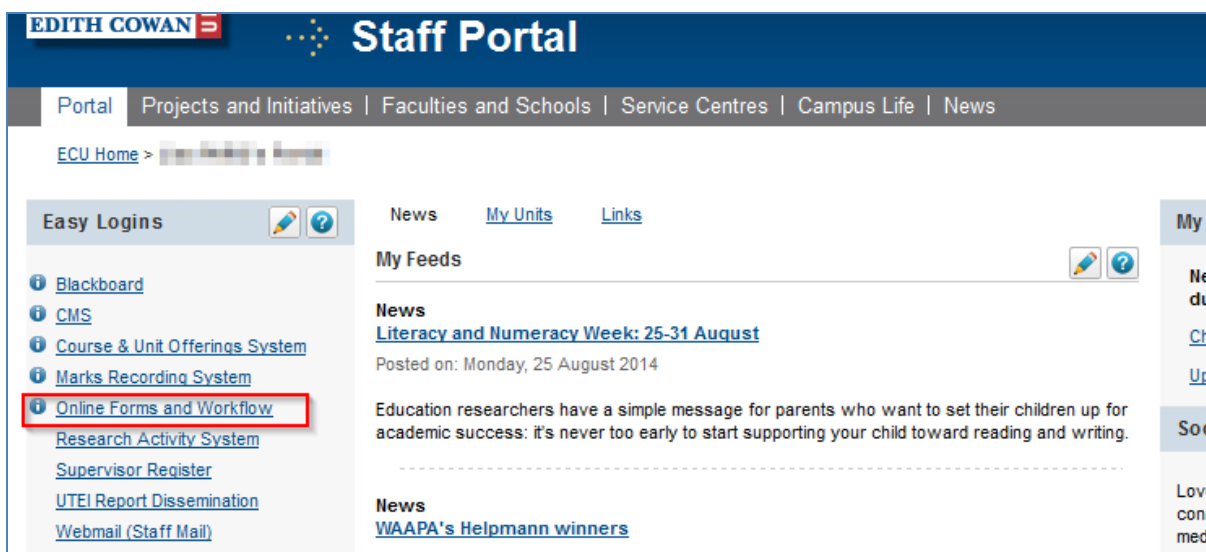 EDITH COWAN
Staff Portal
Portal Projects and Initiatives | Faculties and Schools | Service Centres | Campus Life | News
ECU Home >
Easy Logins
Blackboard
CMS
Course & Unit Offerings System
Marks Recording System
Online Forms and Workflow
Research Activity System
Supervisor Register
UTEI Report Dissemination
Webmail (Staff Mail)
News My Units Links
My Feeds
News
Literacy and Numeracy Week: 25-31 August
Posted on: Monday, 25 August 2014
Education researchers have a simple message for parents who want to set their children up for
academic success: it's never too early to start supporting your child toward reading and writing.
News
WAAPA's Helpmann winners
My